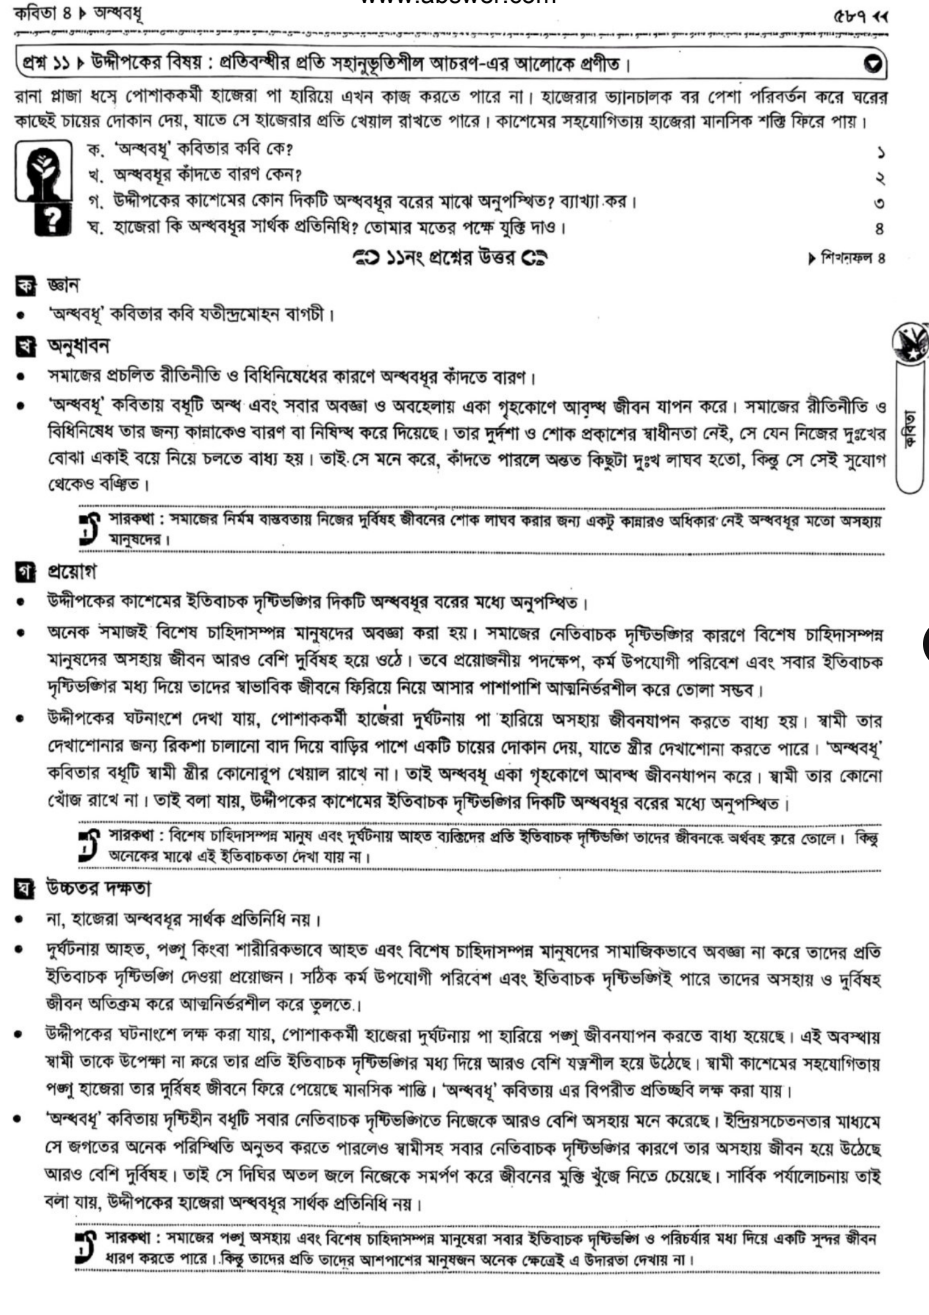 www.abswer.com
কবিতা ৪ ▶ অন্ধবধূ
৫৮৭ ◀◀
প্রশ্ন ১১ ▶ উদ্দীপকের বিষয় : প্রতিবন্ধীর প্রতি সহানুভূতিশীল আচরণ-এর আলোকে প্রণীত।
রানা প্লাজা ধসে পোশাককর্মী হাজেরা পা হারিয়ে এখন কাজ করতে পারে না। হাজেরার ভ্যানচালক বর পেশা পরিবর্তন করে ঘরের
কাছেই চায়ের দোকান দেয়, যাতে সে হাজেরার প্রতি খেয়াল রাখতে পারে। কাশেমের সহযোগিতায় হাজেরা মানসিক শক্তি ফিরে পায়।
ক. 'অন্ধবধূ' কবিতার কবি কে? ১
খ. অন্ধবধূর কাঁদতে বারণ কেন? ২
গ. উদ্দীপকের কাশেমের কোন দিকটি অন্ধবধূর বরের মাঝে অনুপস্থিত? ব্যাখ্যা কর। ৩
ঘ. হাজেরা কি অন্ধবধূর সার্থক প্রতিনিধি? তোমার মতের পক্ষে যুক্তি দাও। ৪
১১নং প্রশ্নের উত্তর
▶ শিখনফল ৪
ক জ্ঞান
• 'অন্ধবধূ' কবিতার কবি যতীন্দ্রমোহন বাগচী।
খ অনুধাবন
• সমাজের প্রচলিত রীতিনীতি ও বিধিনিষেধের কারণে অন্ধবধূর কাঁদতে বারণ।
• 'অন্ধবধূ' কবিতায় বধূটি অন্ধ এবং সবার অবজ্ঞা ও অবহেলায় একা গৃহকোণে আবদ্ধ জীবন যাপন করে। সমাজের রীতিনীতি ও
বিধিনিষেধ তার জন্য কান্নাকেও বারণ বা নিষিদ্ধ করে দিয়েছে। তার দুর্দশা ও শোক প্রকাশের স্বাধীনতা নেই, সে যেন নিজের দুঃখের
বোঝা একাই বয়ে নিয়ে চলতে বাধ্য হয়। তাই সে মনে করে, কাঁদতে পারলে অন্তত কিছুটা দুঃখ লাঘব হতো, কিন্তু সে সেই সুযোগ
থেকেও বঞ্চিত।
সারকথা : সমাজের নির্মম বাস্তবতায় নিজের দুর্বিষহ জীবনের শোক লাঘব করার জন্য একটু কান্নারও অধিকার নেই অন্ধবধূর মতো অসহায়
মানুষদের।
কবিতা
গ প্রয়োগ
• উদ্দীপকের কাশেমের ইতিবাচক দৃষ্টিভঙ্গির দিকটি অন্ধবধূর বরের মধ্যে অনুপস্থিত।
• অনেক সমাজই বিশেষ চাহিদাসম্পন্ন মানুষদের অবজ্ঞা করা হয়। সমাজের নেতিবাচক দৃষ্টিভঙ্গির কারণে বিশেষ চাহিদাসম্পন্ন
মানুষদের অসহায় জীবন আরও বেশি দুর্বিষহ হয়ে ওঠে। তবে প্রয়োজনীয় পদক্ষেপ, কর্ম উপযোগী পরিবেশ এবং সবার ইতিবাচক
দৃষ্টিভঙ্গির মধ্য দিয়ে তাদের স্বাভাবিক জীবনে ফিরিয়ে নিয়ে আসার পাশাপাশি আত্মনির্ভরশীল করে তোলা সম্ভব।
• উদ্দীপকের ঘটনাংশে দেখা যায়, পোশাককর্মী হাজেরা দুর্ঘটনায় পা হারিয়ে অসহায় জীবনযাপন করতে বাধ্য হয়। স্বামী তার
দেখাশোনার জন্য রিকশা চালানো বাদ দিয়ে বাড়ির পাশে একটি চায়ের দোকান দেয়, যাতে স্ত্রীর দেখাশোনা করতে পারে। 'অন্ধবধূ'
কবিতার বধূটি স্বামী স্ত্রীর কোনোরূপ খেয়াল রাখে না। তাই অন্ধবধূ একা গৃহকোণে আবদ্ধ জীবনযাপন করে। স্বামী তার কোনো
খোঁজ রাখে না। তাই বলা যায়, উদ্দীপকের কাশেমের ইতিবাচক দৃষ্টিভঙ্গির দিকটি অন্ধবধূর বরের মধ্যে অনুপস্থিত।
সারকথা : বিশেষ চাহিদাসম্পন্ন মানুষ এবং দুর্ঘটনায় আহত ব্যক্তিদের প্রতি ইতিবাচক দৃষ্টিভঙ্গি তাদের জীবনকে অর্থবহ করে তোলে। কিন্তু
অনেকের মাঝে এই ইতিবাচকতা দেখা যায় না।
ঘ উচ্চতর দক্ষতা
• না, হাজেরা অন্ধবধূর সার্থক প্রতিনিধি নয়।
• দুর্ঘটনায় আহত, পঙ্গু কিংবা শারীরিকভাবে আহত এবং বিশেষ চাহিদাসম্পন্ন মানুষদের সামাজিকভাবে অবজ্ঞা না করে তাদের প্রতি
ইতিবাচক দৃষ্টিভঙ্গি দেওয়া প্রয়োজন। সঠিক কর্ম উপযোগী পরিবেশ এবং ইতিবাচক দৃষ্টিভঙ্গিই পারে তাদের অসহায় ও দুর্বিষহ
জীবন অতিক্রম করে আত্মনির্ভরশীল করে তুলতে।
• উদ্দীপকের ঘটনাংশে লক্ষ করা যায়, পোশাককর্মী হাজেরা দুর্ঘটনায় পা হারিয়ে পঙ্গু জীবনযাপন করতে বাধ্য হয়েছে। এই অবস্থায়
স্বামী তাকে উপেক্ষা না করে তার প্রতি ইতিবাচক দৃষ্টিভঙ্গির মধ্য দিয়ে আরও বেশি যত্নশীল হয়ে উঠেছে। স্বামী কাশেমের সহযোগিতায়
পঙ্গু হাজেরা তার দুর্বিষহ জীবনে ফিরে পেয়েছে মানসিক শান্তি। 'অন্ধবধূ' কবিতায় এর বিপরীত প্রতিচ্ছবি লক্ষ করা যায়।
• 'অন্ধবধূ' কবিতায় দৃষ্টিহীন বধূটি সবার নেতিবাচক দৃষ্টিভঙ্গিতে নিজেকে আরও বেশি অসহায় মনে করেছে। ইন্দ্রিয়সচেতনতার মাধ্যমে
সে জগতের অনেক পরিস্থিতি অনুভব করতে পারলেও স্বামীসহ সবার নেতিবাচক দৃষ্টিভঙ্গির কারণে তার অসহায় জীবন হয়ে উঠেছে
আরও বেশি দুর্বিষহ। তাই সে দিঘির অতল জলে নিজেকে সমর্পণ করে জীবনের মুক্তি খুঁজে নিতে চেয়েছে। সার্বিক পর্যালোচনায় তাই
বলা যায়, উদ্দীপকের হাজেরা অন্ধবধূর সার্থক প্রতিনিধি নয়।
সারকথা : সমাজের পঙ্গু অসহায় এবং বিশেষ চাহিদাসম্পন্ন মানুষেরা সবার ইতিবাচক দৃষ্টিভঙ্গি ও পরিচর্যার মধ্য দিয়ে একটি সুন্দর জীবন
ধারণ করতে পারে। কিন্তু তাদের প্রতি তাদের আশপাশের মানুষজন অনেক ক্ষেত্রেই এ উদারতা দেখায় না।